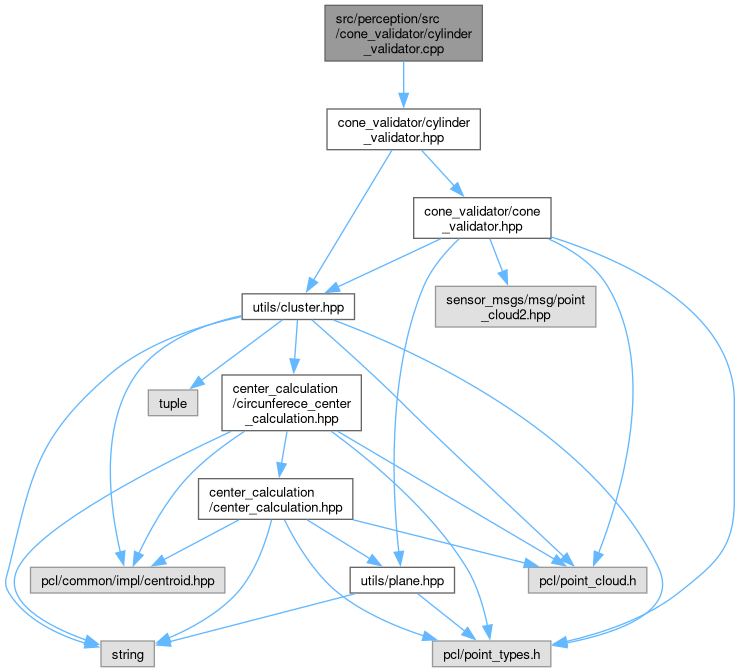 src/perception/src
/cone_validator/cylinder
_validator.cpp
cone_validator/cylinder
_validator.hpp
cone_validator/cone
_validator.hpp
sensor_msgs/msg/point
_cloud2.hpp
utils/cluster.hpp
tuple
center_calculation
/circunferece_center
_calculation.hpp
center_calculation
/center_calculation.hpp
pcl/common/impl/centroid.hpp
utils/plane.hpp
pcl/point_cloud.h
string
pcl/point_types.h